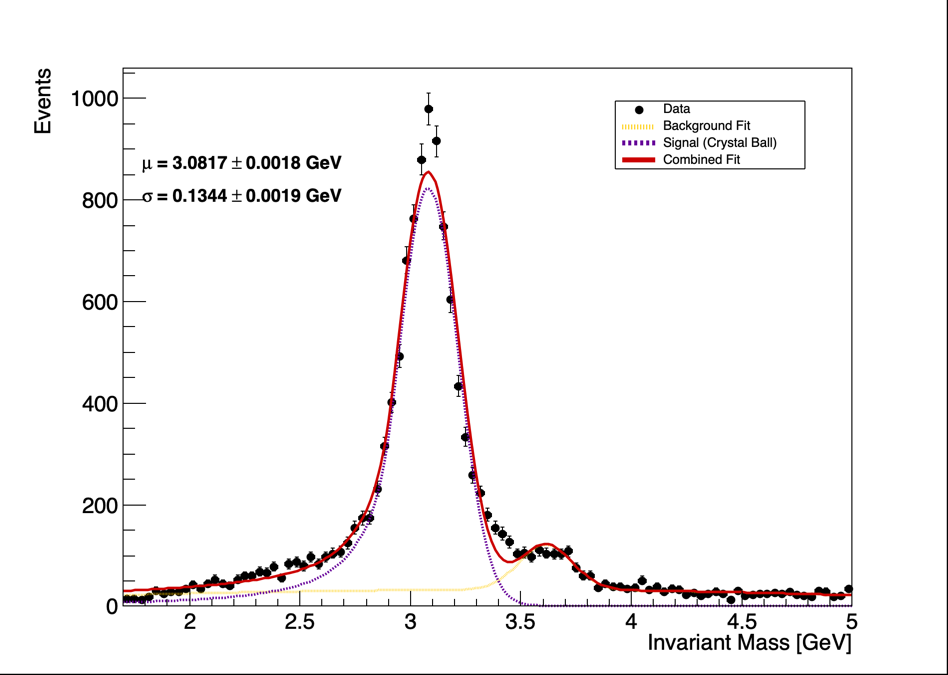 Events
1000
800
600
400
200
0
μ = 3.0817 ± 0.0018 GeV
σ = 0.1344 ± 0.0019 GeV
Data
Background Fit
Signal (Crystal Ball)
Combined Fit
2 2.5 3 3.5 4 4.5 5
Invariant Mass [GeV]